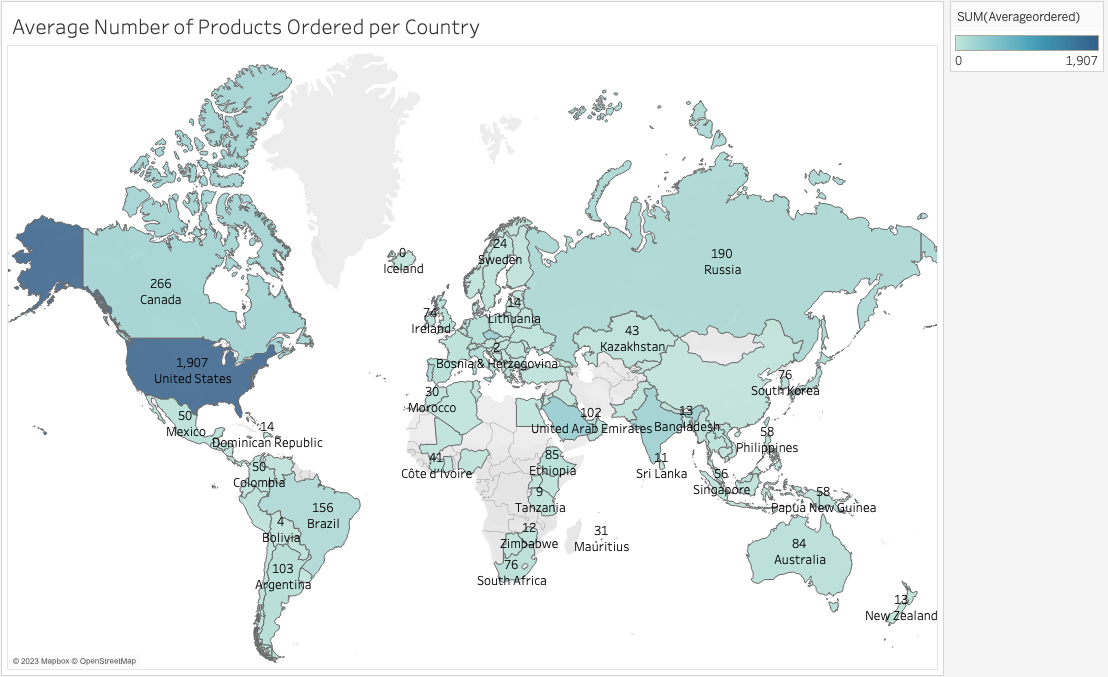 Average Number of Products Ordered per Country
SUM(Averageordered)
0
1,907
0
Iceland
24
Sweden
190
Russia
266
Canada
74
Ireland
14
Lithuania
43
Kazakhstan
2
Bosnia & Herzegovina
1,907
United States
76
South Korea
30
Morocco
50
Mexico
14
Dominican Republic
102
United Arab Emirates
13
Bangladesh
58
Philippines
41
Côte d'Ivoire
85
Ethiopia
11
Sri Lanka
50
Colombia
56
Singapore
9
Tanzania
58
Papua New Guinea
156
Brazil
4
Bolivia
12
Zimbabwe
31
Mauritius
84
Australia
103
Argentina
76
South Africa
13
New Zealand
© 2023 Mapbox © OpenStreetMap